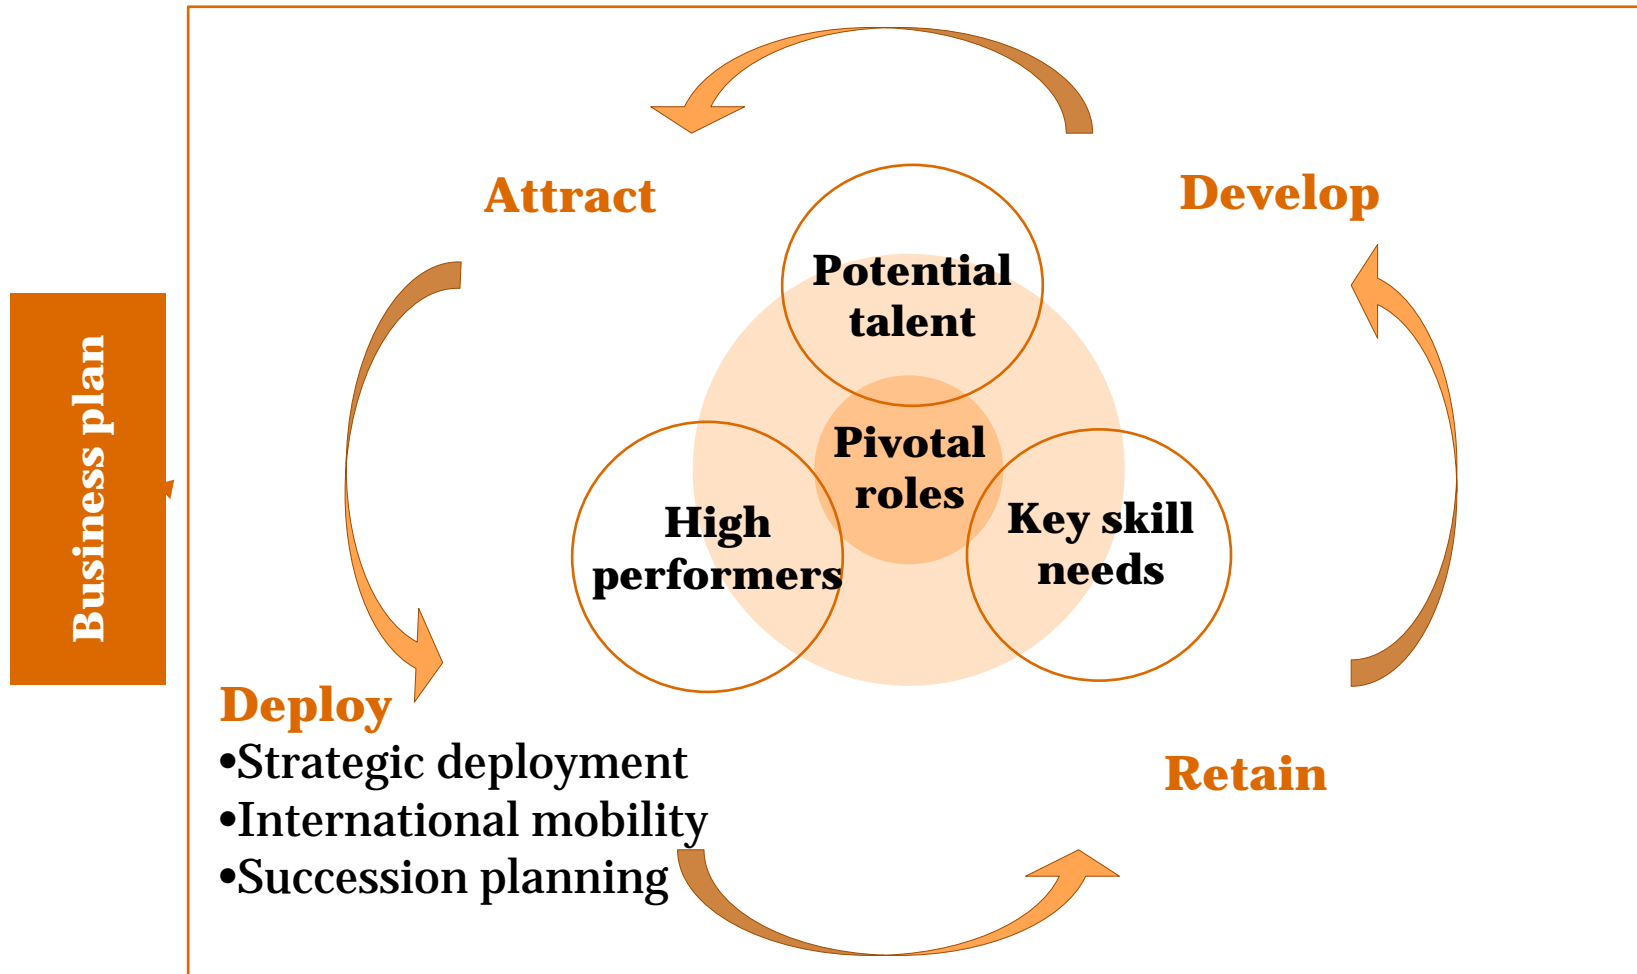 Attract
Develop
Potential
talent
Business plan
Pivotal
roles
High
performers
Key skill
needs
Deploy
•Strategic deployment
•International mobility
•Succession planning
Retain